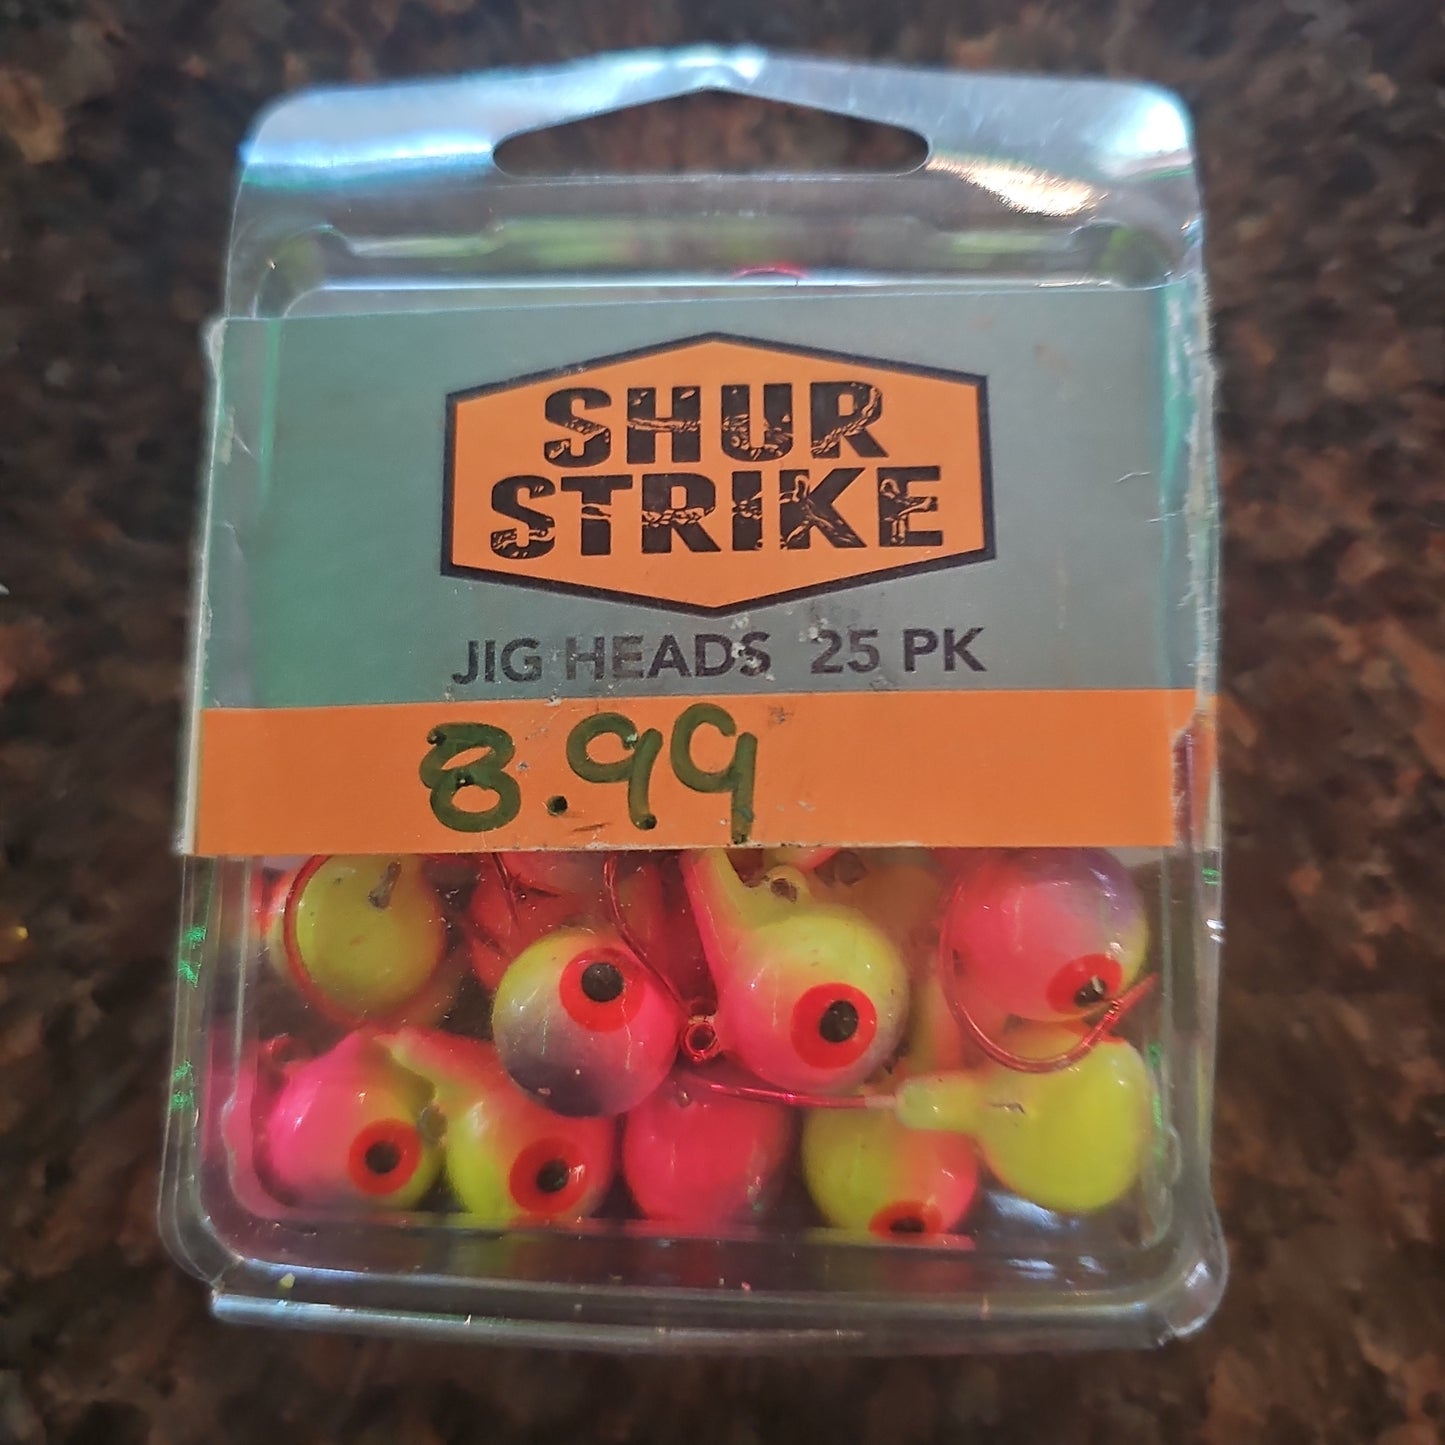 SHUR
STRIKE
JIG HEADS 25 PK
8.99